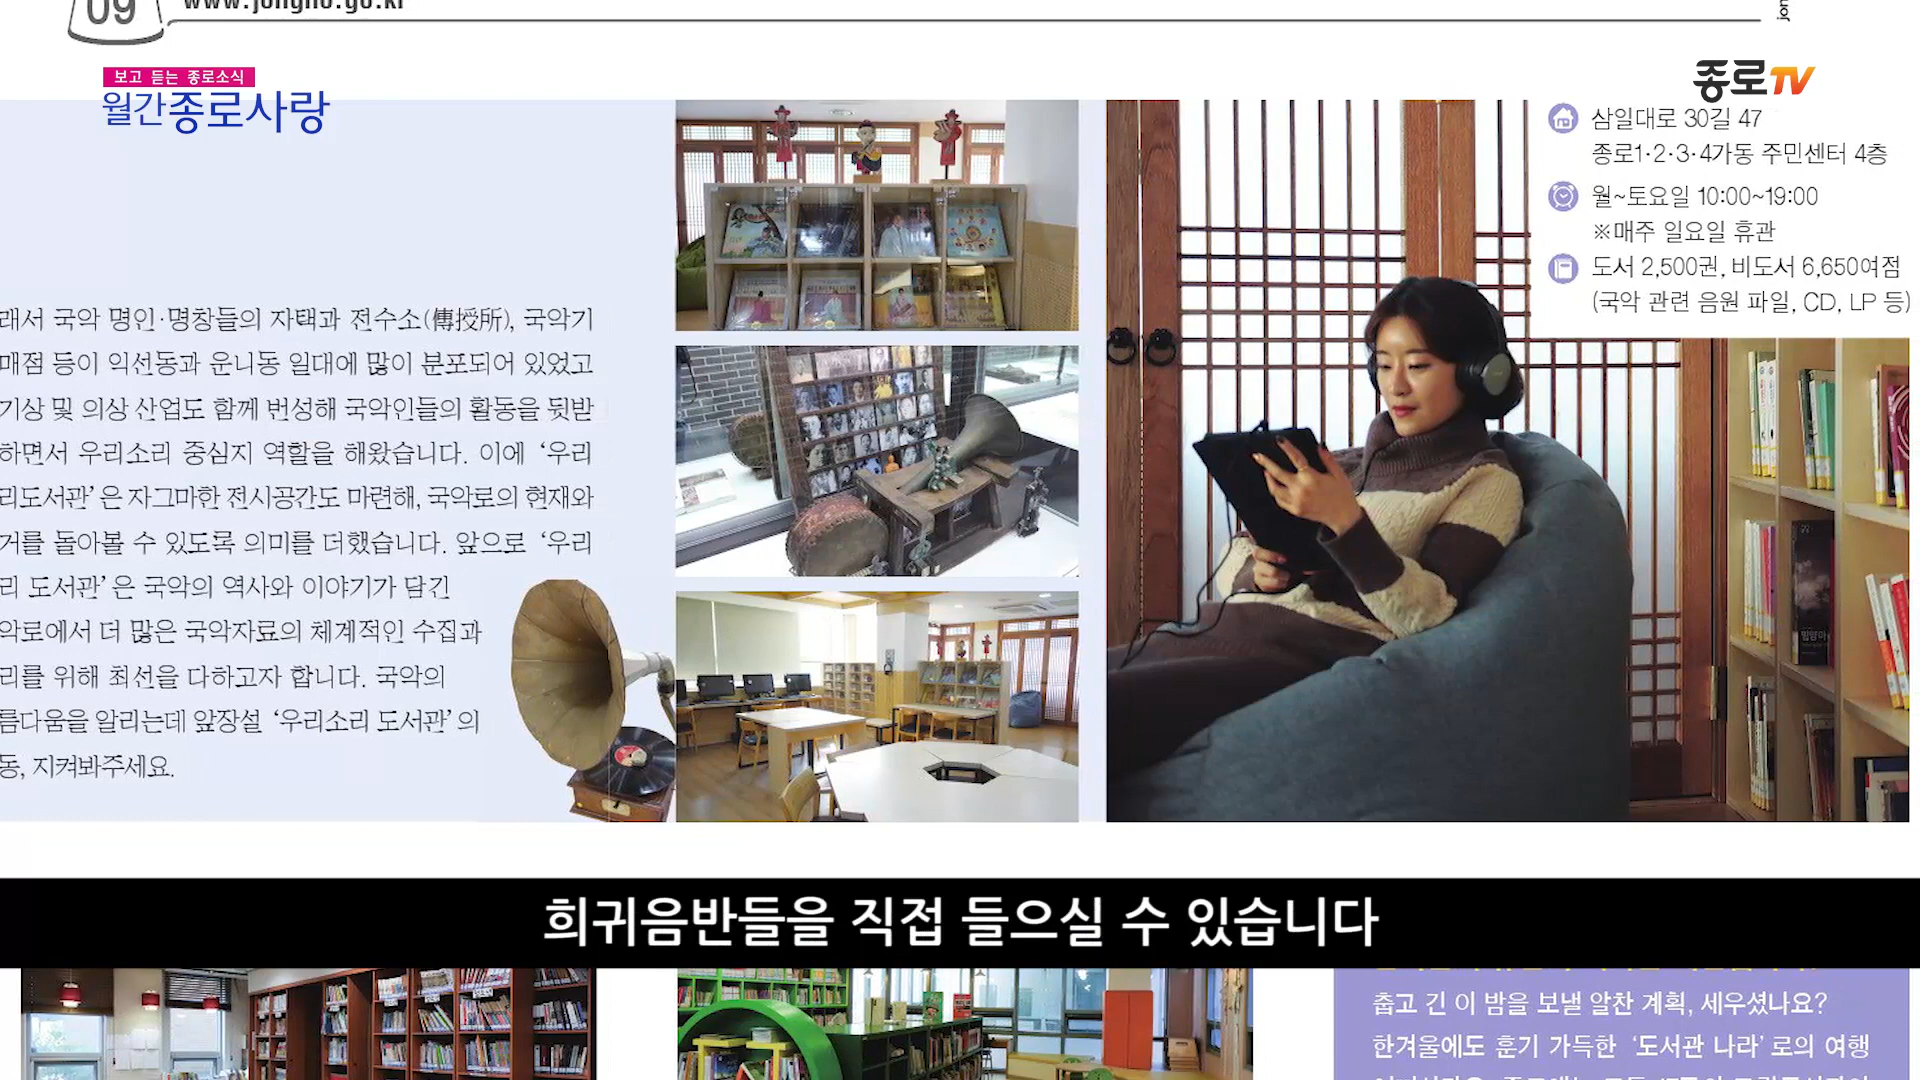 09
www.jongno.go.kr
jon
보고 듣는 종로소식
월간종로사랑
종로TV
래서 국악 명인·명창들의 자택과 전수소(傳授所), 국악기
매점 등이 익선동과 운니동 일대에 많이 분포되어 있었고
기상 및 의상 산업도 함께 번성해 국악인들의 활동을 뒷받
하면서 우리소리 중심지 역할을 해왔습니다. 이에 ‘우리
리도서관’은 자그마한 전시공간도 마련해, 국악로의 현재와
거를 돌아볼 수 있도록 의미를 더했습니다. 앞으로 ‘우리
리 도서관’은 국악의 역사와 이야기가 담긴
악로에서 더 많은 국악자료의 체계적인 수집과
리를 위해 최선을 다하고자 합니다. 국악의
름다움을 알리는데 앞장설 ‘우리소리 도서관’의
동, 지켜봐주세요.
삼일대로 30길 47
종로1·2·3·4가동 주민센터 4층
월~토요일 10:00~19:00
※매주 일요일 휴관
도서 2,500권, 비도서 6,650여점
(국악 관련 음원 파일, CD, LP 등)
희귀음반들을 직접 들으실 수 있습니다
춥고 긴 이 밤을 보낼 알찬 계획, 세우셨나요?
한겨울에도 훈기 가득한 ‘도서관 나라’로의 여행